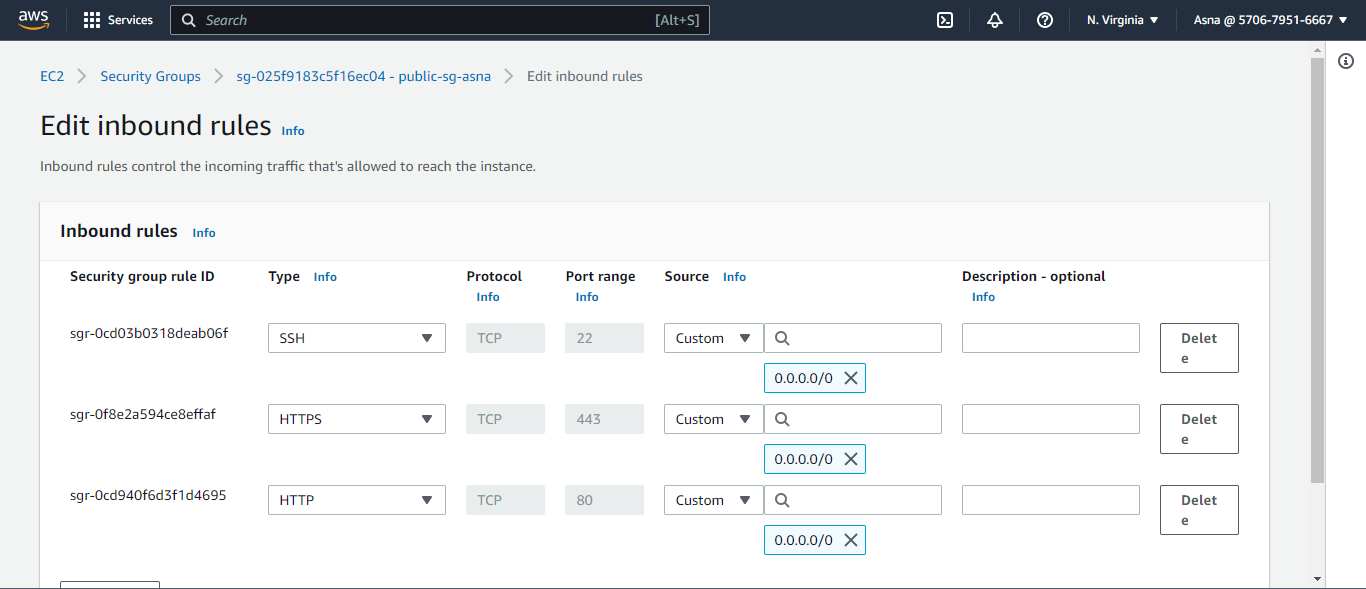 aws Services Search [Alt+S] N. Virginia Asna @ 5706-7951-6667
EC2 Security Groups sg-025f9183c5f16ec04 - public-sg-asna Edit inbound rules
Edit inbound rules Info
Inbound rules control the incoming traffic that's allowed to reach the instance.
Inbound rules Info
Security group rule ID Type Info Protocol Port range Source Info Description - optional
Info Info Info
sgr-0cd03b0318deab06f SSH TCP 22 Custom Delet
e
0.0.0.0/0
sgr-0f8e2a594ce8effaf HTTPS TCP 443 Custom Delet
e
0.0.0.0/0
sgr-0cd940f6d3f1d4695 HTTP TCP 80 Custom Delet
e
0.0.0.0/0